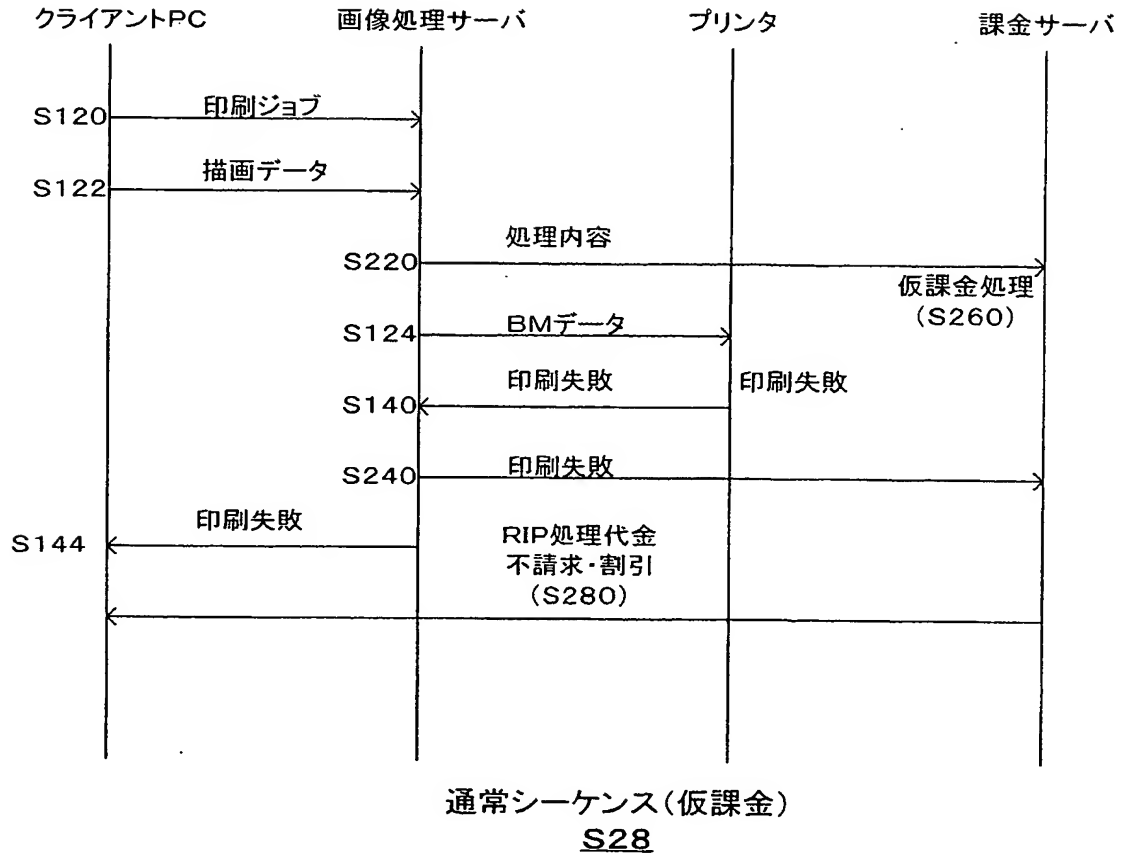 クライアントPC 画像処理サーバ プリンタ 課金サーバ
S120 印刷ジョブ
S122 描画データ
S220 処理内容
仮課金処理
(S260)
S124 BMデータ
S140 印刷失敗 印刷失敗
S240 印刷失敗
S144 印刷失敗
RIP処理代金
不請求・割引
(S280)
通常シーケンス(仮課金)
S28